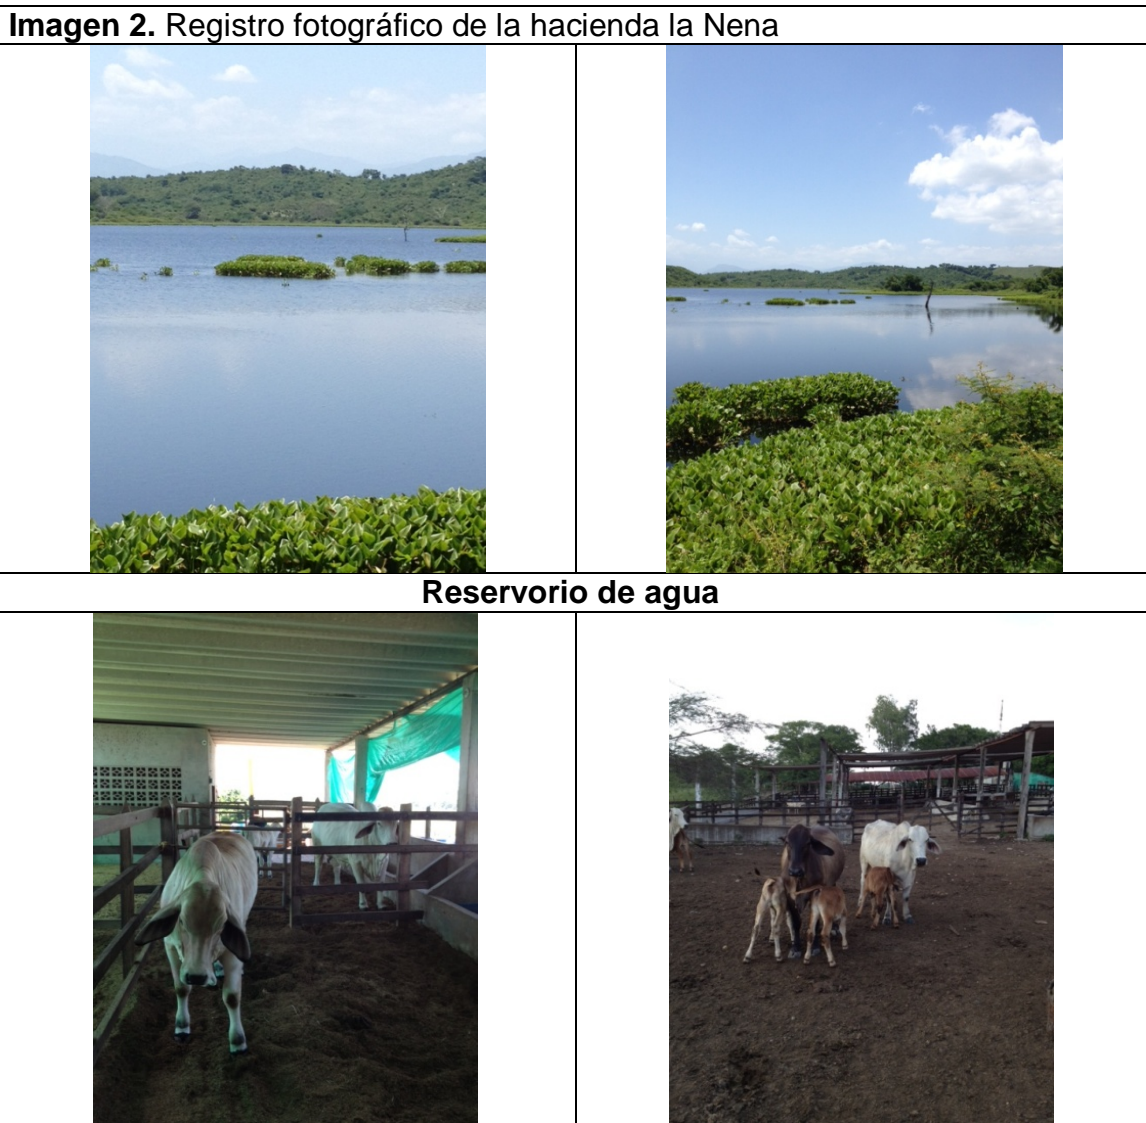 Imagen 2. Registro fotográfico de la hacienda la Nena
Reservorio de agua